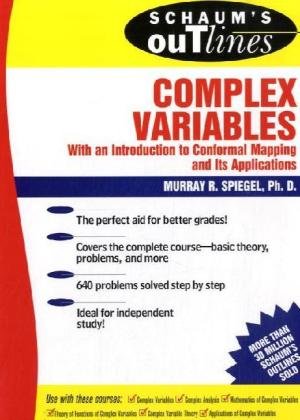 SCHAUM'S
OUTlines
COMPLEX
VARIABLES
With an Introduction to Conformal Mapping
and Its Applications
MURRAY R. SPIEGEL, Ph. D.
The perfect aid for better grades!
Covers the complete course—basic theory,
problems, and more
640 problems solved step by step
Ideal for independent
study!
MORE THAN
30 MILLION
SCHAUM'S
OUTLINES
SOLD
Use with these courses: Complex Variables Complex Analysis Mathematics of Complex Variables
Theory of Functions of Complex Variables Complex Variable Theory Applications of Complex Variables